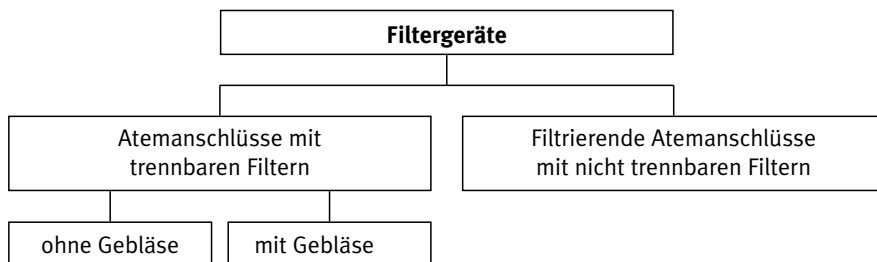 Filtergeräte
Atemanschlüsse mit
trennbaren Filtern
Filtrierende Atemanschlüsse
mit nicht trennbaren Filtern
ohne Gebläse
mit Gebläse